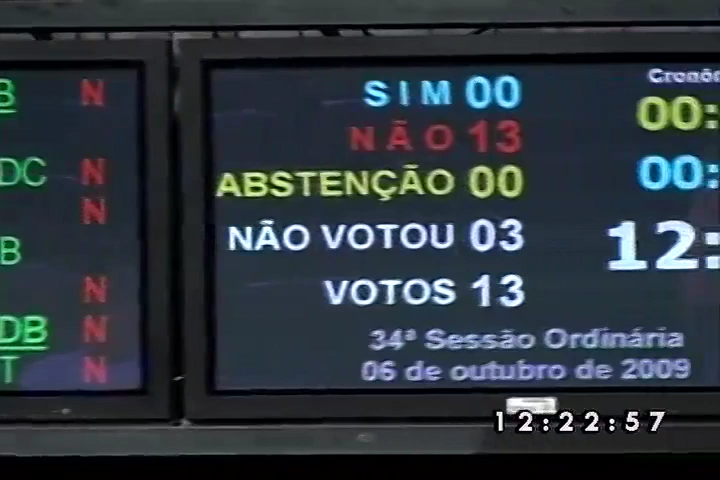 B N
DC N
N
B
N
DB N
T N
SIM 00
NÃO 13
ABSTENÇÃO 00
NÃO VOTOU 03
VOTOS 13
34ª Sessão Ordinária
06 de outubro de 2009
00:
00:
12:
12:22:57